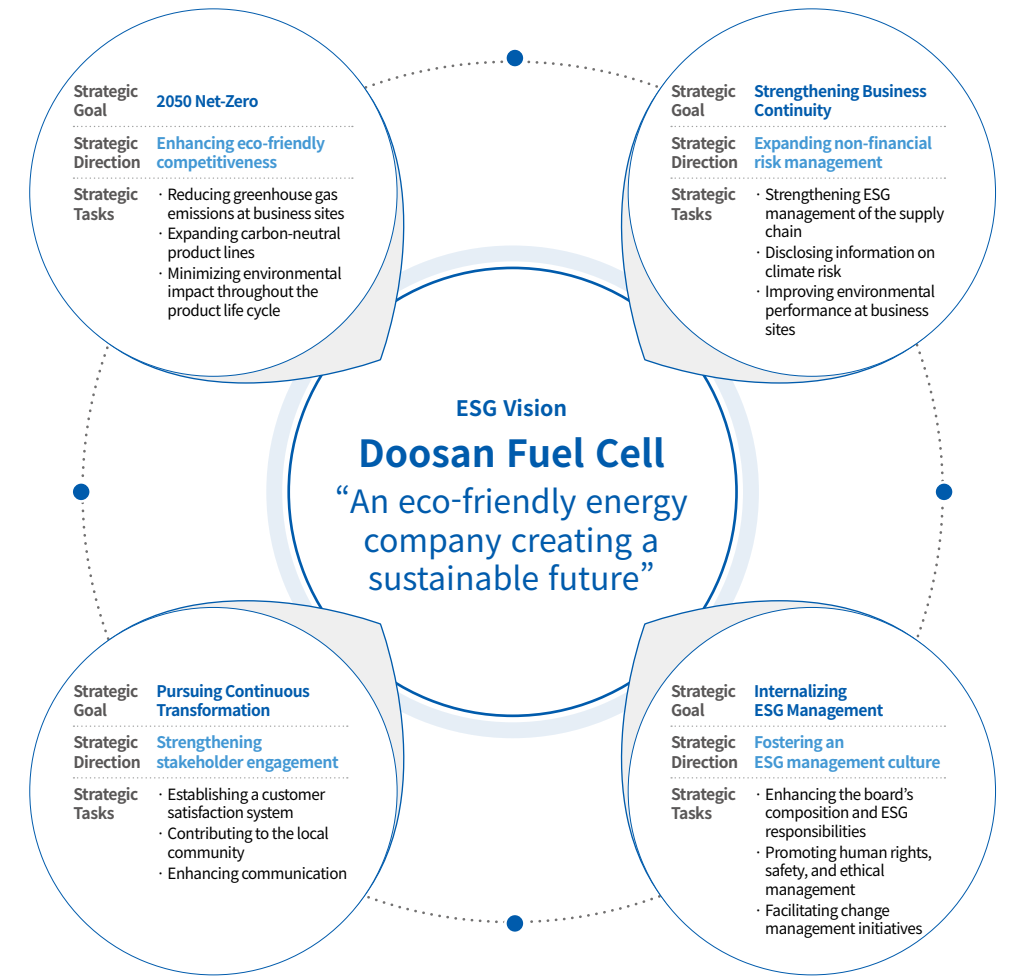 Strategic
Goal
2050 Net-Zero
Strategic
Direction
Enhancing eco-friendly
competitiveness
Strategic
Tasks
· Reducing greenhouse gas
emissions at business sites
· Expanding carbon-neutral
product lines
· Minimizing environmental
impact throughout the
product life cycle
Strategic
Goal
Strengthening Business
Continuity
Strategic
Direction
Expanding non-financial
risk management
Strategic
Tasks
· Strengthening ESG
management of the supply
chain
· Disclosing information on
climate risk
· Improving environmental
performance at business
sites
ESG Vision
Doosan Fuel Cell
“An eco-friendly energy
company creating a
sustainable future”
Strategic
Goal
Pursuing Continuous
Transformation
Strategic
Direction
Strengthening
stakeholder engagement
Strategic
Tasks
· Establishing a customer
satisfaction system
· Contributing to the local
community
· Enhancing communication
Strategic
Goal
Internalizing
ESG Management
Strategic
Direction
Fostering an
ESG management culture
Strategic
Tasks
· Enhancing the board’s
composition and ESG
responsibilities
· Promoting human rights,
safety, and ethical
management
· Facilitating change
management initiatives